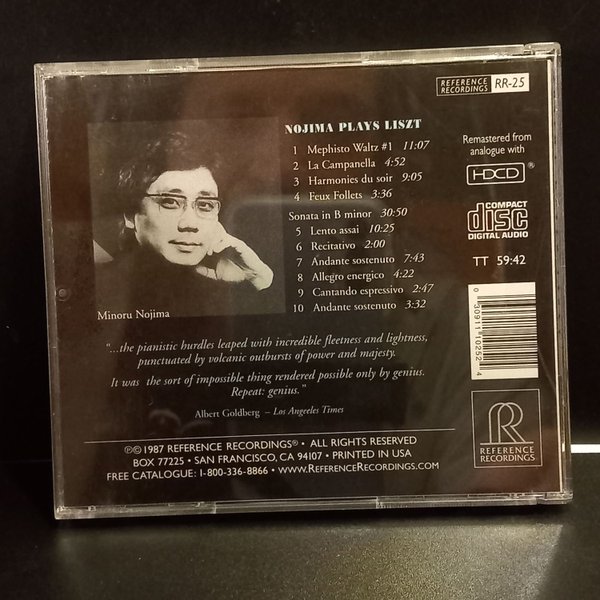 REFERENCE RECORDINGS RR-25
NOJIMA PLAYS LISZT
1 Mephisto Waltz #1 11:07
2 La Campanella 4:52
3 Harmonies du soir 9:05
4 Feux Follets 3:36
Sonata in B minor 30:50
5 Lento assai 10:25
6 Recitativo 2:00
7 Andante sostenuto 7:43
8 Allegro energico 4:22
9 Cantando espressivo 2:47
10 Andante sostenuto 3:32
Remastered from
analogue with
HDCD®
COMPACT
disc
DIGITAL AUDIO
TT 59:42
0 30911 10252 4
Minoru Nojima
“...the pianistic hurdles leaped with incredible fleetness and lightness,
punctuated by volcanic outbursts of power and majesty.
It was the sort of impossible thing rendered possible only by genius.
Repeat: genius.”
Albert Goldberg – Los Angeles Times
R
REFERENCE
RECORDINGS
℗©1987 REFERENCE RECORDINGS® • ALL RIGHTS RESERVED
BOX 77225 • SAN FRANCISCO, CA 94107 • PRINTED IN USA
FREE CATALOGUE: 1-800-336-8866 • WWW.REFERENCERECORDINGS.COM